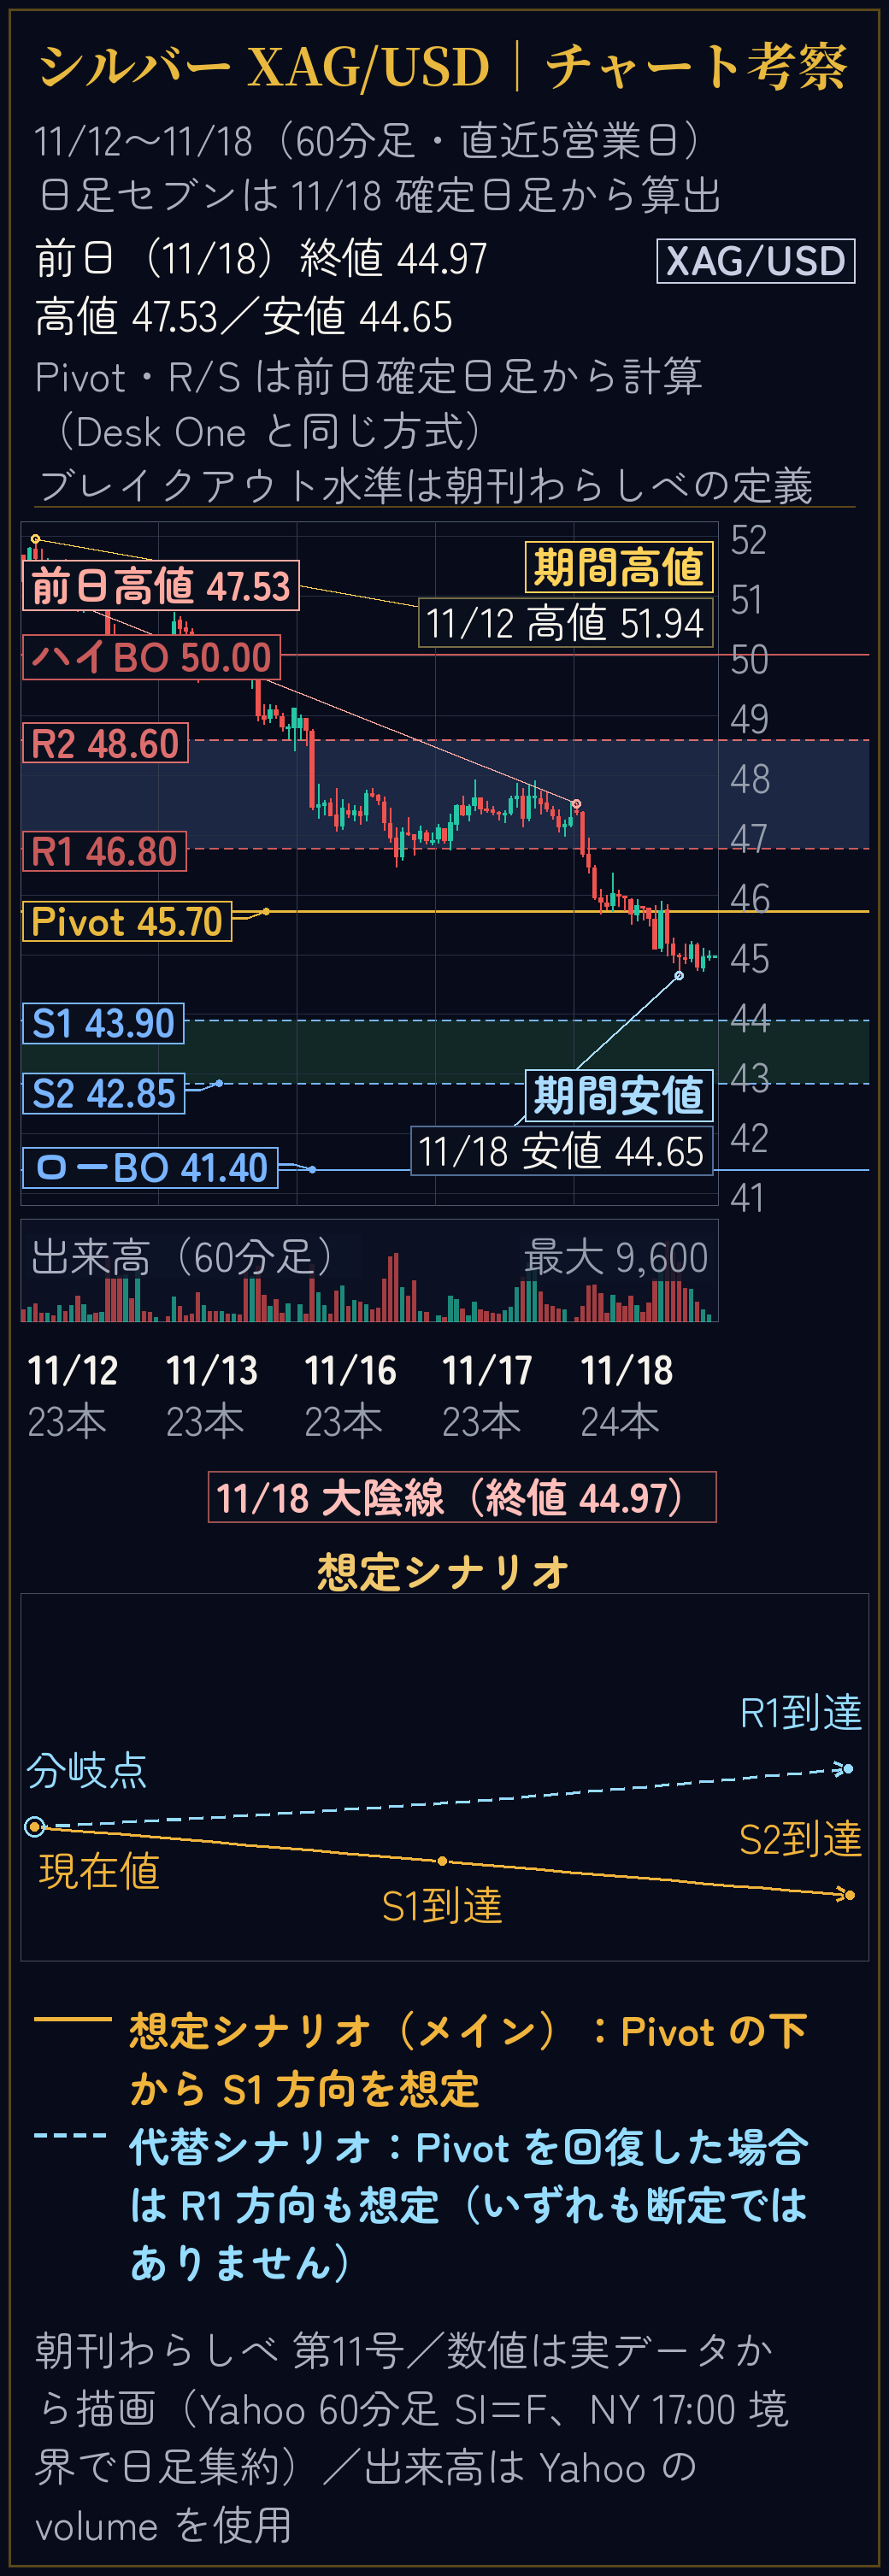 シルバー XAG/USD｜チャート考察
11/12〜11/18（60分足・直近5営業日）
日足セブンは 11/18 確定日足から算出
前日（11/18）終値 44.97
XAG/USD
高値 47.53／安値 44.65
Pivot・R/S は前日確定日足から計算
（Desk One と同じ方式）
ブレイクアウト水準は朝刊わらしべの定義
52
期間高値
前日高値 47.53
51
11/12 高値 51.94
ハイBO 50.00
50
49
R2 48.60
48
R1 46.80
47
46
Pivot 45.70
45
S1 43.90
44
S2 42.85
43
期間安値
42
11/18 安値 44.65
ローBO 41.40
41
出来高（60分足）
最大 9,600
11/12
11/13
11/16
11/17
11/18
23本
23本
23本
23本
24本
11/18 大陰線（終値 44.97）
想定シナリオ
R1到達
分岐点
S2到達
現在値
S1到達
想定シナリオ（メイン）：Pivot の下
から S1 方向を想定
代替シナリオ：Pivot を回復した場合
は R1 方向も想定（いずれも断定では
ありません）
朝刊わらしべ 第11号／数値は実データか
ら描画（Yahoo 60分足 SI=F、NY 17:00 境
界で日足集約）／出来高は Yahoo の
volume を使用